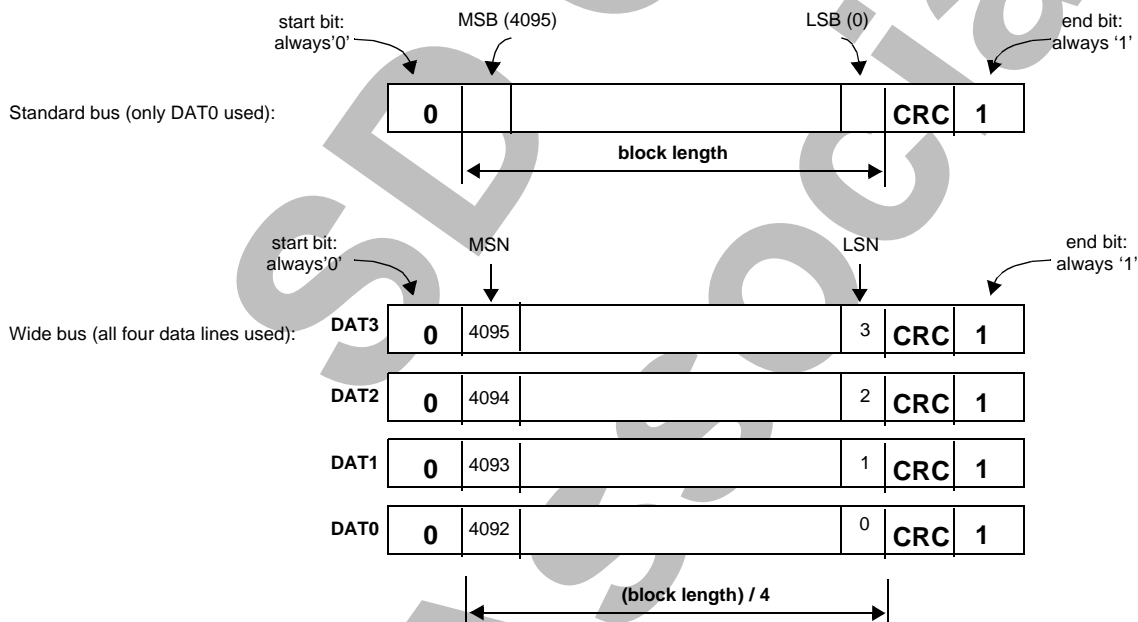 start bit:
always'0'
MSB (4095)
LSB (0)
end bit:
always ‘1’
Standard bus (only DAT0 used):
0
CRC
1
block length
start bit:
always'0'
MSN
LSN
end bit:
always ‘1’
Wide bus (all four data lines used):
DAT3
0
4095
3
CRC
1
DAT2
0
4094
2
CRC
1
DAT1
0
4093
1
CRC
1
DAT0
0
4092
0
CRC
1
(block length) / 4